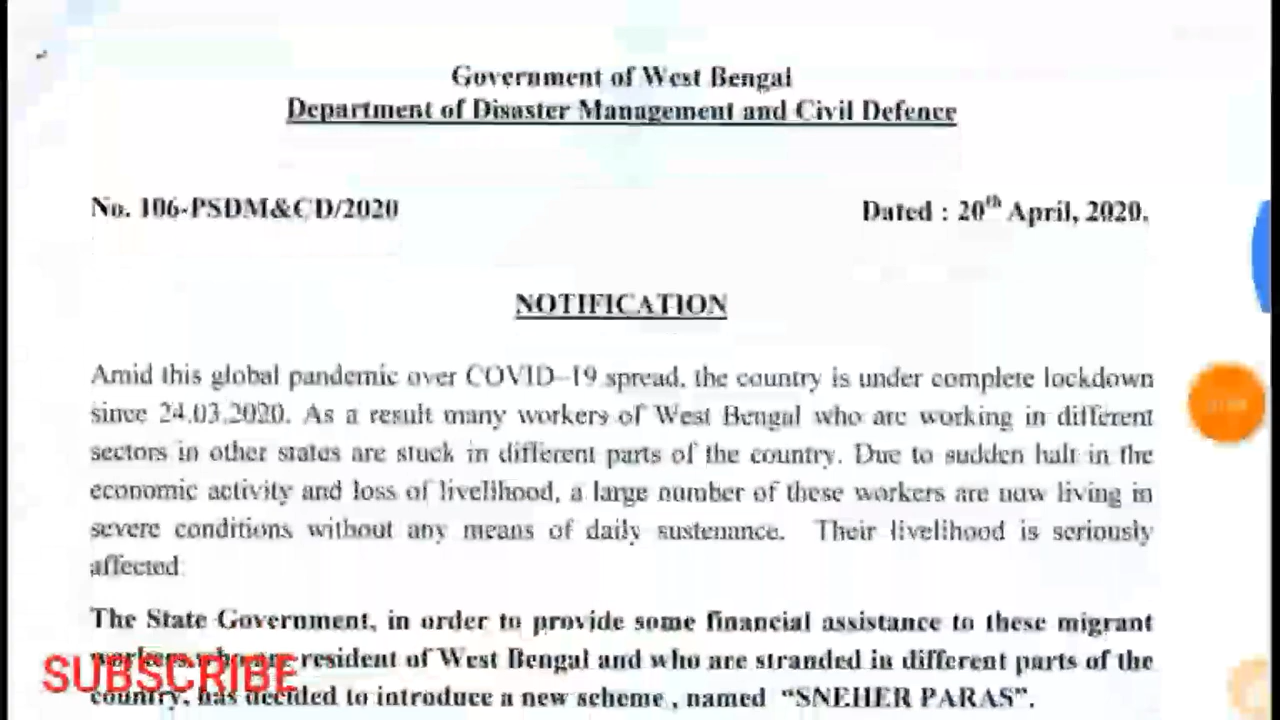 Government of West Bengal
Department of Disaster Management and Civil Defence
No. 106-PSDM&CD/2020
Dated : 20th April, 2020.
NOTIFICATION
Amid this global pandemic over COVID–19 spread, the country is under complete lockdown
since 24.03.2020. As a result many workers of West Bengal who are working in different
sectors in other states are stuck in different parts of the country. Due to sudden halt in the
economic activity and loss of livelihood, a large number of these workers are now living in
severe conditions without any means of daily sustenance. Their livelihood is seriously
affected
The State Government, in order to provide some financial assistance to these migrant
workers who are resident of West Bengal and who are stranded in different parts of the
country, has decided to introduce a new scheme , named “SNEHER PARAS”.
SUBSCRIBE